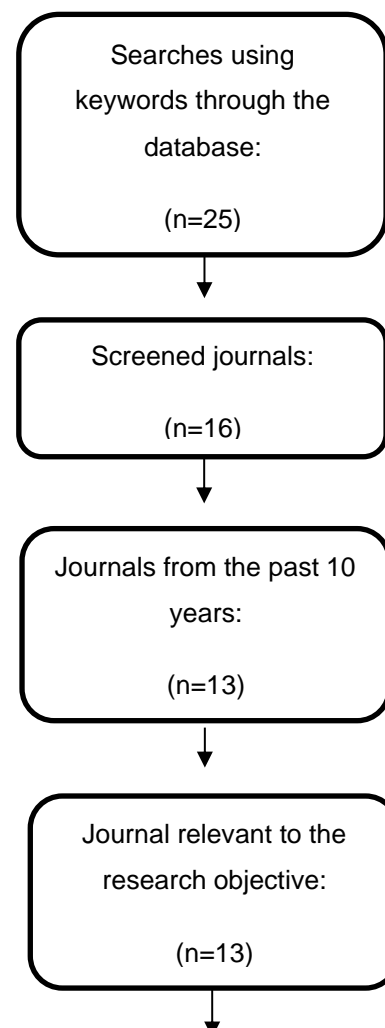 Searches using
keywords through the
database:
(n=25)
Screened journals:
(n=16)
Journals from the past 10
years:
(n=13)
Journal relevant to the
research objective:
(n=13)